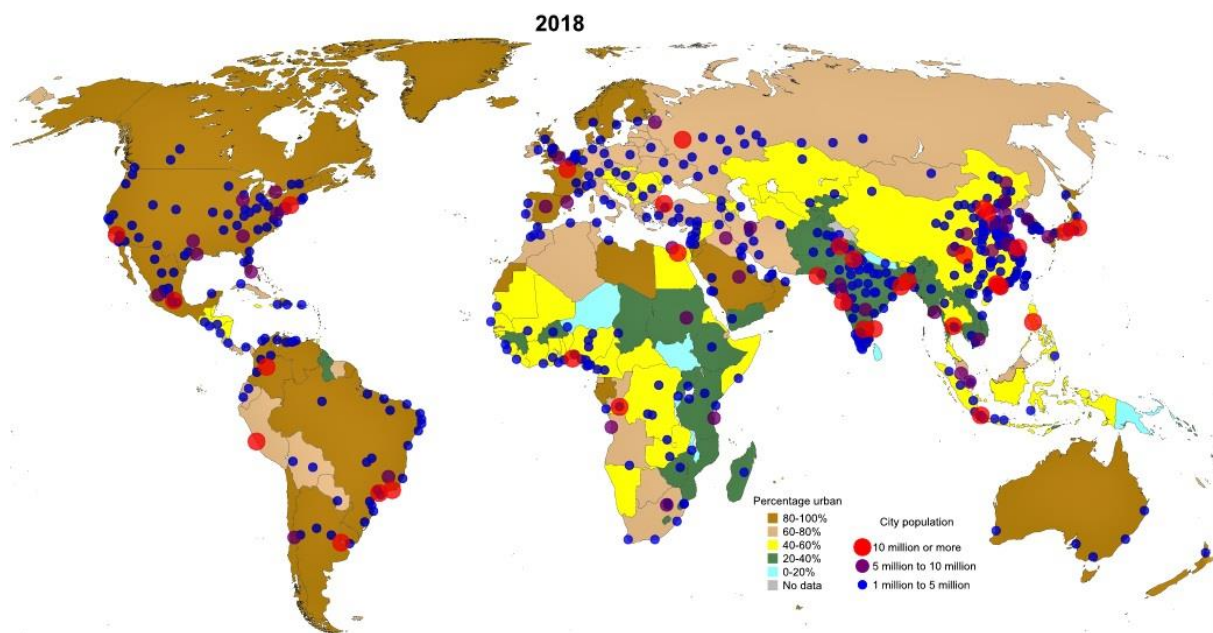 2018
Percentage urban
80-100%
60-80%
40-60%
20-40%
0-20%
No data
City population
10 million or more
5 million to 10 million
1 million to 5 million